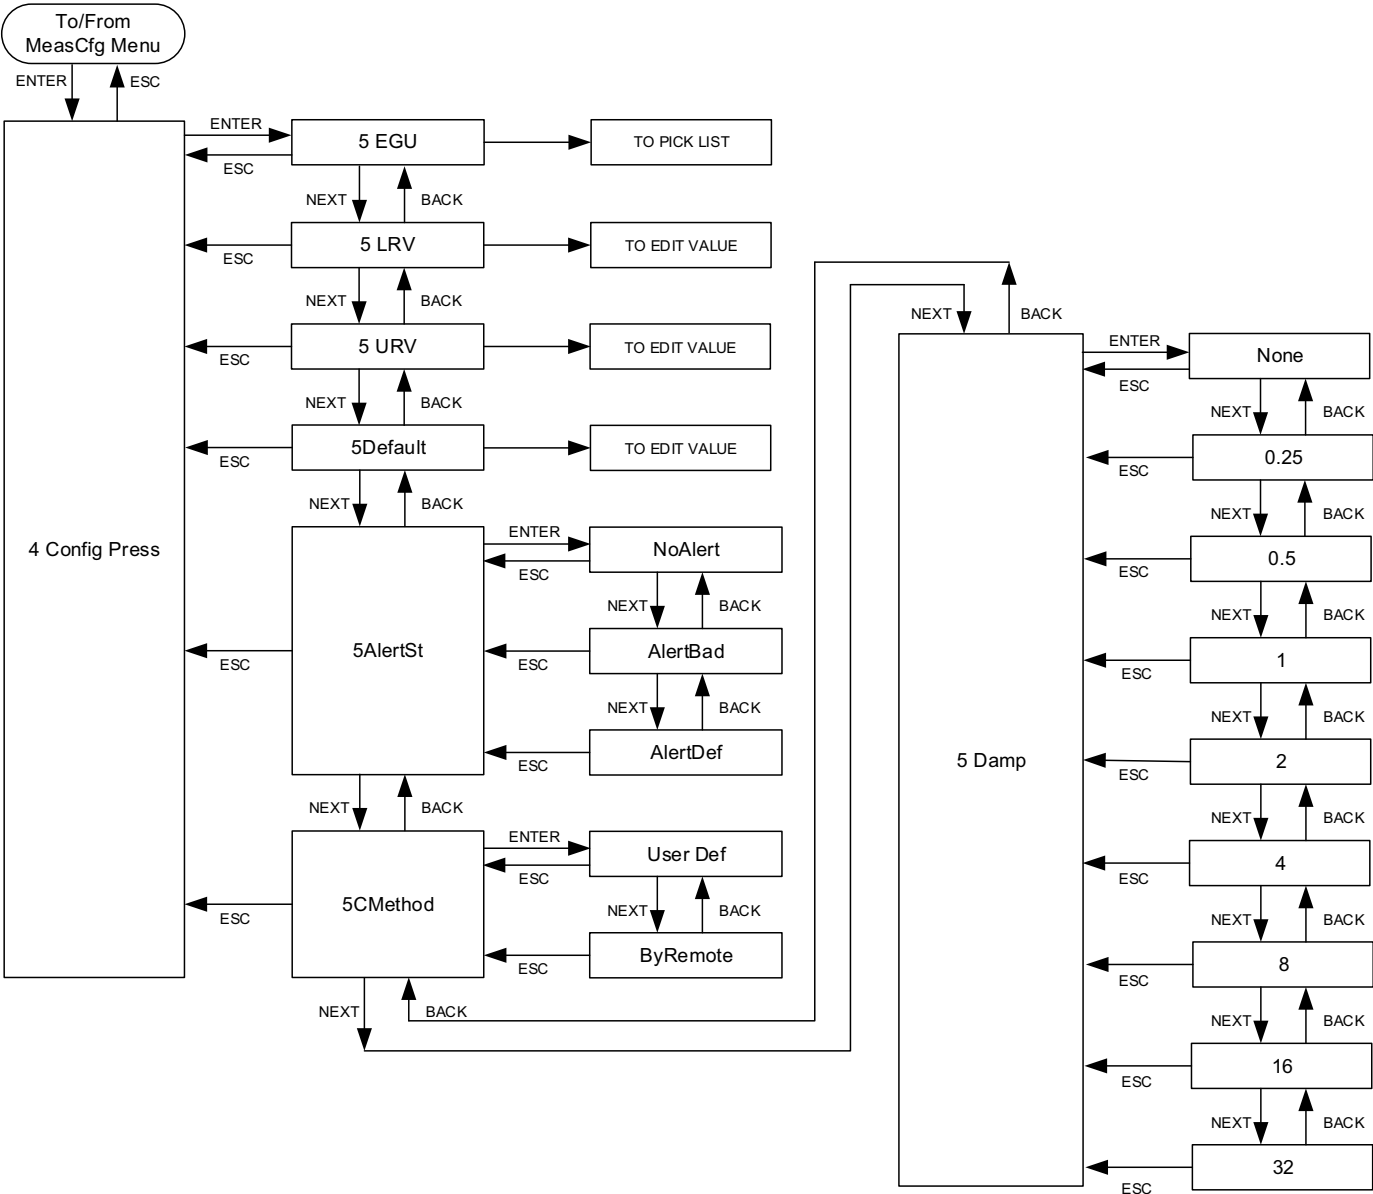 To/From
MeasCfg Menu
ENTER
ESC
4 Config Press
ENTER
ESC
5 EGU
TO PICK LIST
NEXT
BACK
ESC
5 LRV
TO EDIT VALUE
NEXT
BACK
ESC
5 URV
TO EDIT VALUE
NEXT
BACK
ESC
5Default
TO EDIT VALUE
NEXT
BACK
ESC
5AlertSt
ENTER
ESC
NoAlert
NEXT
BACK
ESC
AlertBad
NEXT
BACK
ESC
AlertDef
NEXT
BACK
ESC
5CMethod
ENTER
ESC
User Def
NEXT
BACK
ESC
ByRemote
NEXT
BACK
NEXT
BACK
5 Damp
ENTER
ESC
None
NEXT
BACK
ESC
0.25
NEXT
BACK
ESC
0.5
NEXT
BACK
ESC
1
NEXT
BACK
ESC
2
NEXT
BACK
ESC
4
NEXT
BACK
ESC
8
NEXT
BACK
ESC
16
NEXT
BACK
ESC
32